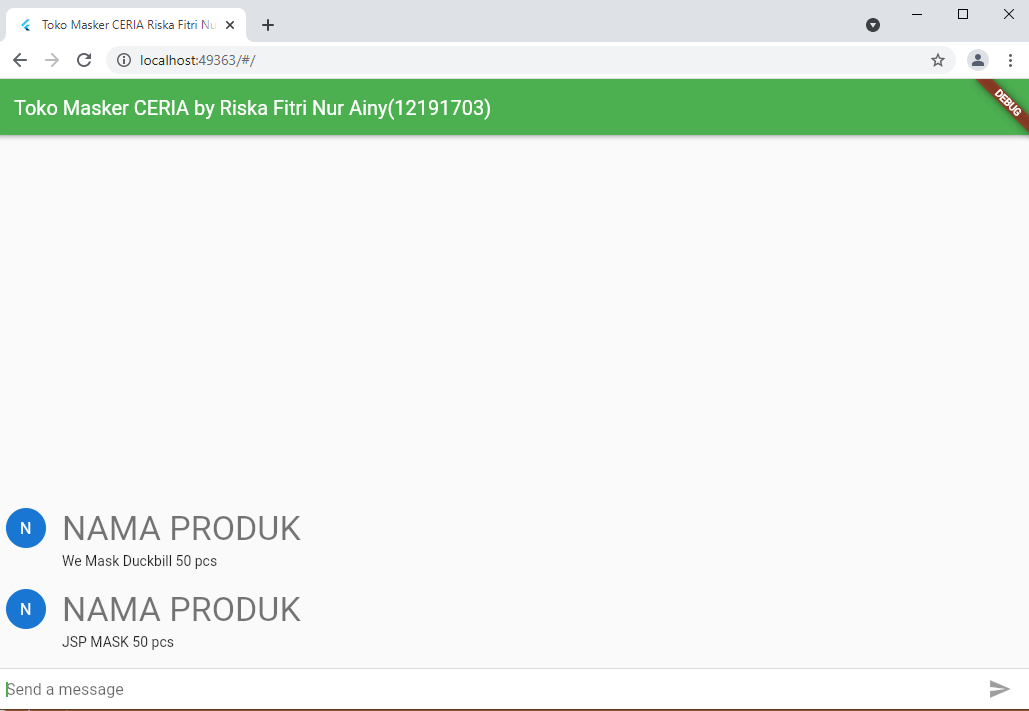 Toko Masker CERIA Riska Fitri Nu
localhost:49363/#/
Toko Masker CERIA by Riska Fitri Nur Ainy(12191703)
DEBUG
N
NAMA PRODUK
We Mask Duckbill 50 pcs
N
NAMA PRODUK
JSP MASK 50 pcs
Send a message